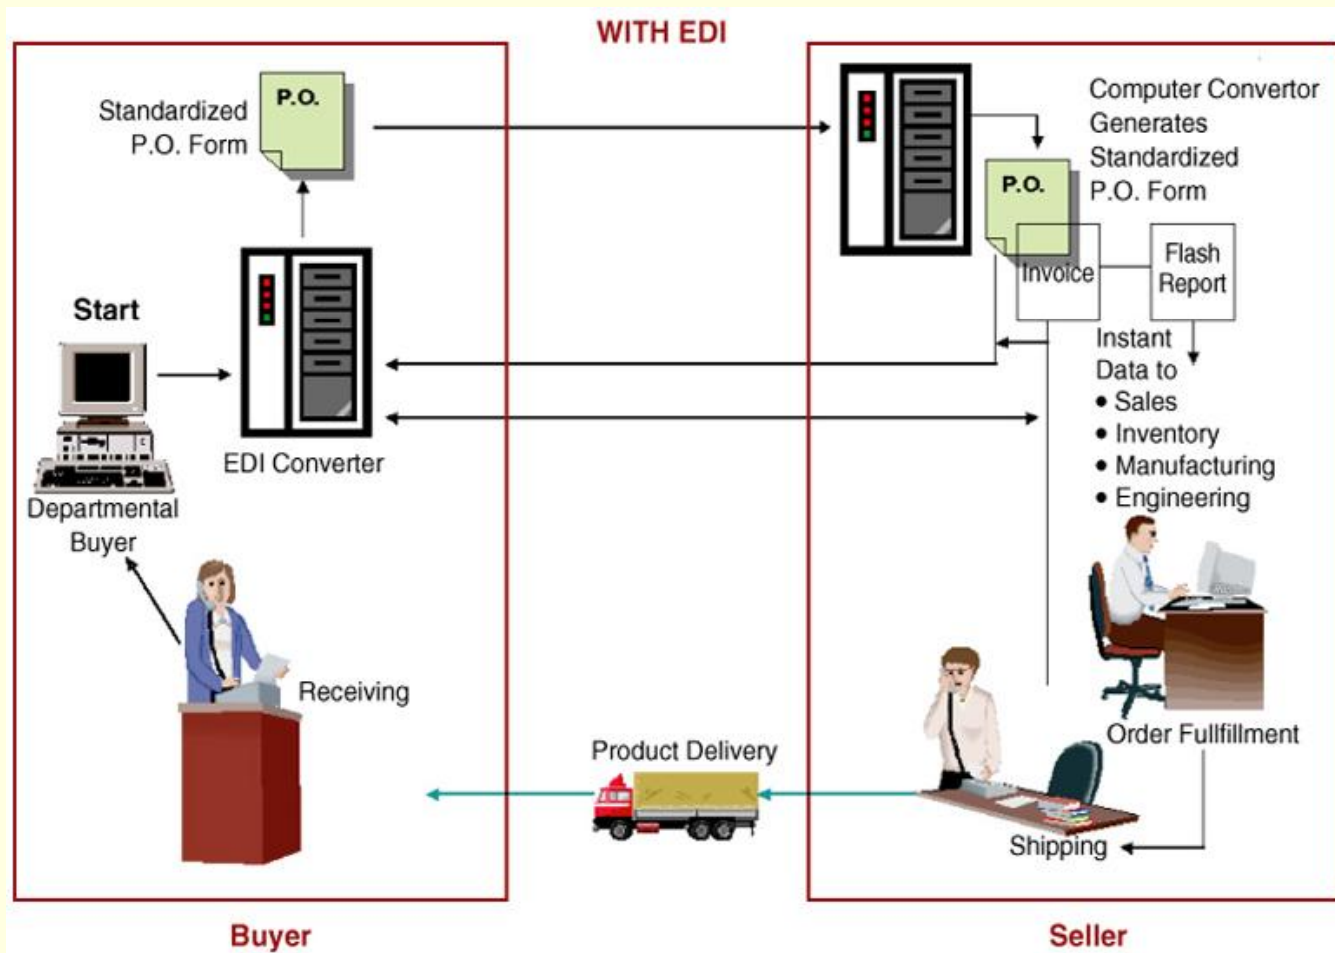 WITH EDI
Standardized
P.O. Form
P.O.
Computer Convertor
Generates
Standardized
P.O. Form
P.O.
Invoice
Flash
Report
Start
EDI Converter
Departmental
Buyer
Instant
Data to
• Sales
• Inventory
• Manufacturing
• Engineering
Receiving
Product Delivery
Order Fullfillment
Shipping
Buyer
Seller